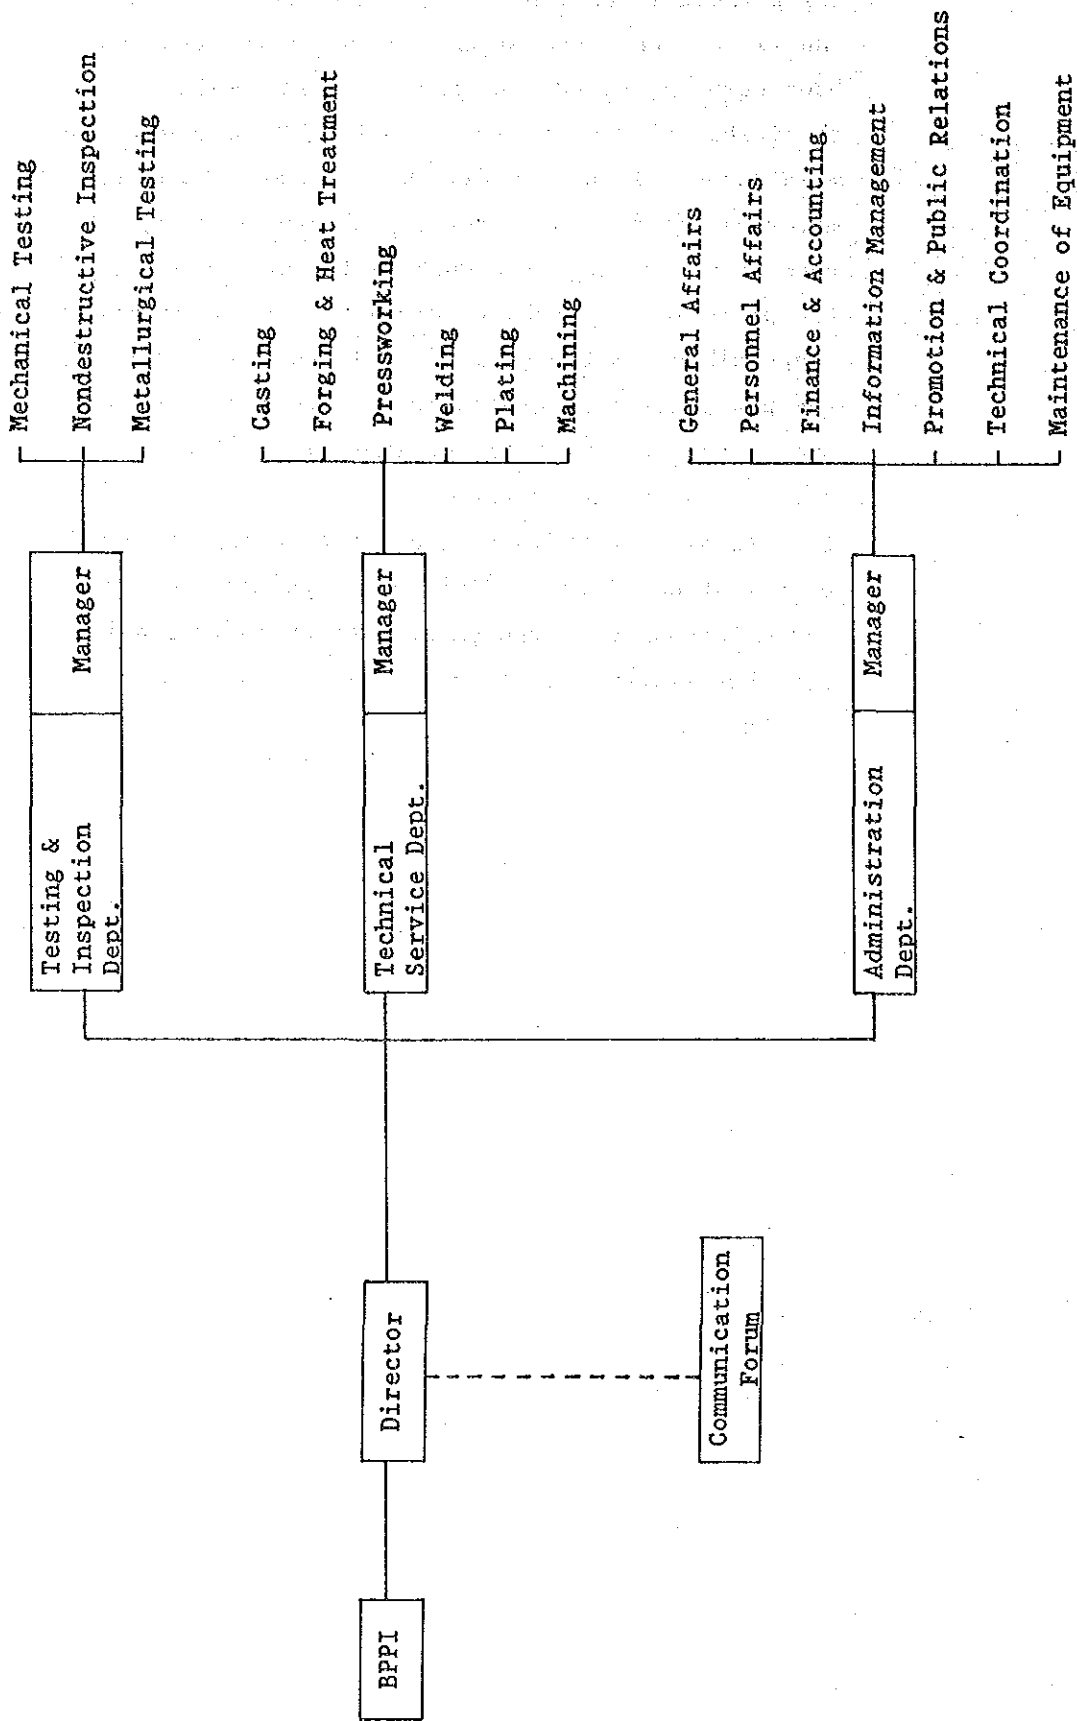 BPPI
Director
Communication
Forum
Testing &
Inspection
Dept.
Manager
Mechanical Testing
Nondestructive Inspection
Metallurgical Testing
Technical
Service Dept.
Manager
Casting
Forging & Heat Treatment
Pressworking
Welding
Plating
Machining
Administration
Dept.
Manager
General Affairs
Personnel Affairs
Finance & Accounting
Information Management
Promotion & Public Relations
Technical Coordination
Maintenance of Equipment